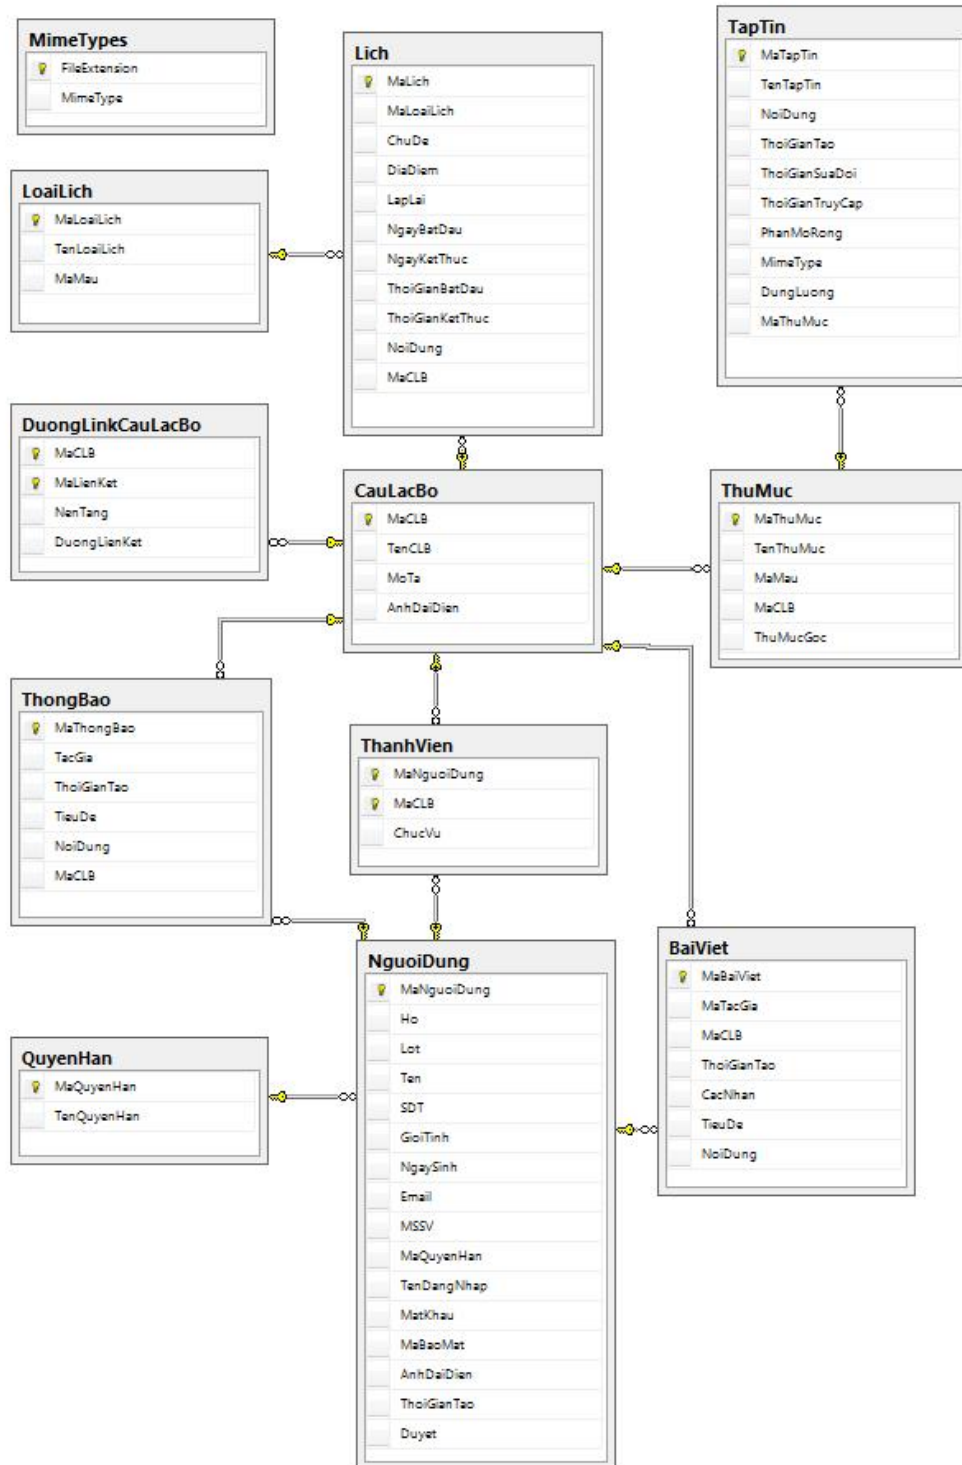 MimeTypes
FileExtension
MimeType
Lich
MaLich
MaLoaiLich
ChuDe
DiaDiem
LapLai
NgayBatDau
NgayKetThuc
ThoiGianBatDau
ThoiGianKetThuc
NoiDung
MaCLB
TapTin
MaTapTin
TenTapTin
NoiDung
ThoiGianTao
ThoiGianSuaDoi
ThoiGianTruyCap
PhanMoRong
MimeType
DungLuong
MaThuMuc
LoaiLich
MaLoaiLich
TenLoaiLich
MaMau
DuongLinkCauLacBo
MaCLB
MaLienKet
NenTang
DuongLienKet
CauLacBo
MaCLB
TenCLB
MoTa
AnhDaiDien
ThuMuc
MaThuMuc
TenThuMuc
MaMau
MaCLB
ThuMucGoc
ThongBao
MaThongBao
TacGia
ThoiGianTao
TieuDe
NoiDung
MaCLB
ThanhVien
MaNguoiDung
MaCLB
ChucVu
NguoiDung
MaNguoiDung
Ho
Lot
Ten
SDT
GioiTinh
NgaySinh
Email
MSSV
MaQuyenHan
TenDangNhap
MatKhau
MaBaoMat
AnhDaiDien
ThoiGianTao
Duyet
BaiViet
MaBaiViet
MaTacGia
MaCLB
ThoiGianTao
CacNhan
TieuDe
NoiDung
QuyenHan
MaQuyenHan
TenQuyenHan